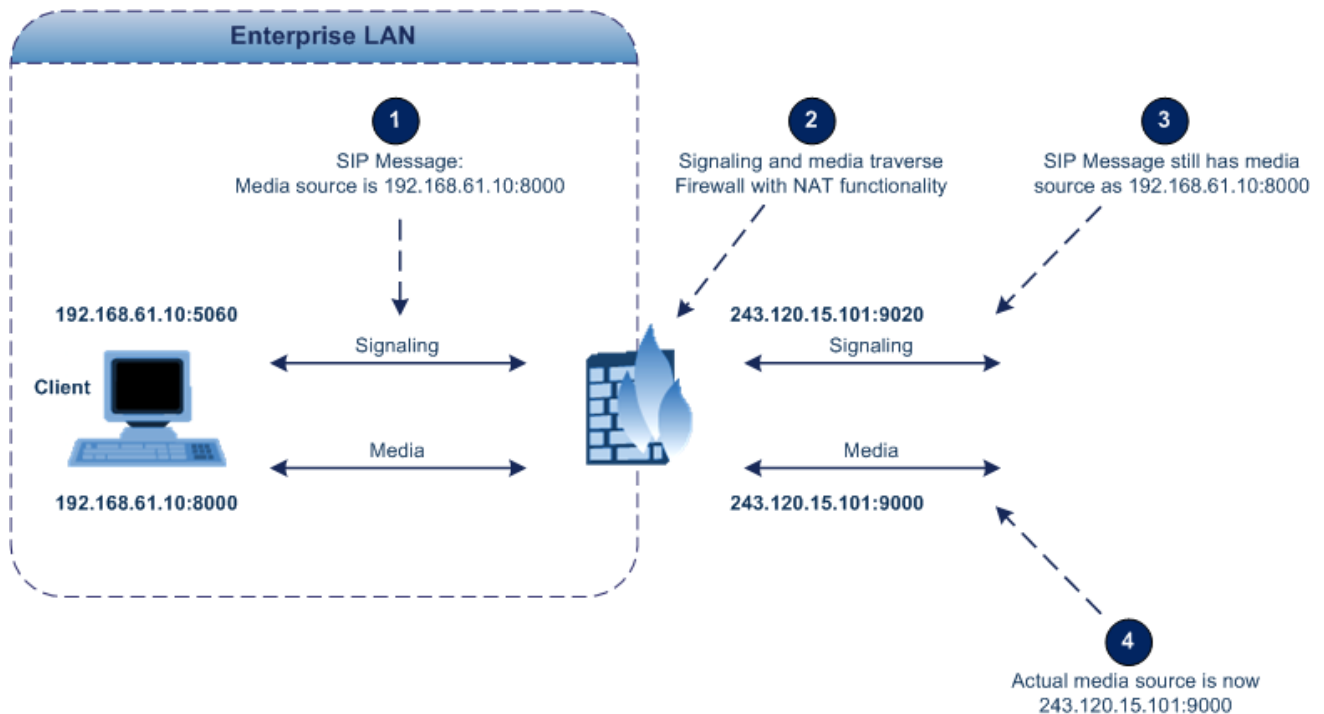 Enterprise LAN
1
SIP Message:
Media source is 192.168.61.10:8000
2
Signaling and media traverse
Firewall with NAT functionality
3
SIP Message still has media
source as 192.168.61.10:8000
192.168.61.10:5060
Signaling
243.120.15.101:9020
Signaling
Client
Media
192.168.61.10:8000
Media
243.120.15.101:9000
4
Actual media source is now
243.120.15.101:9000